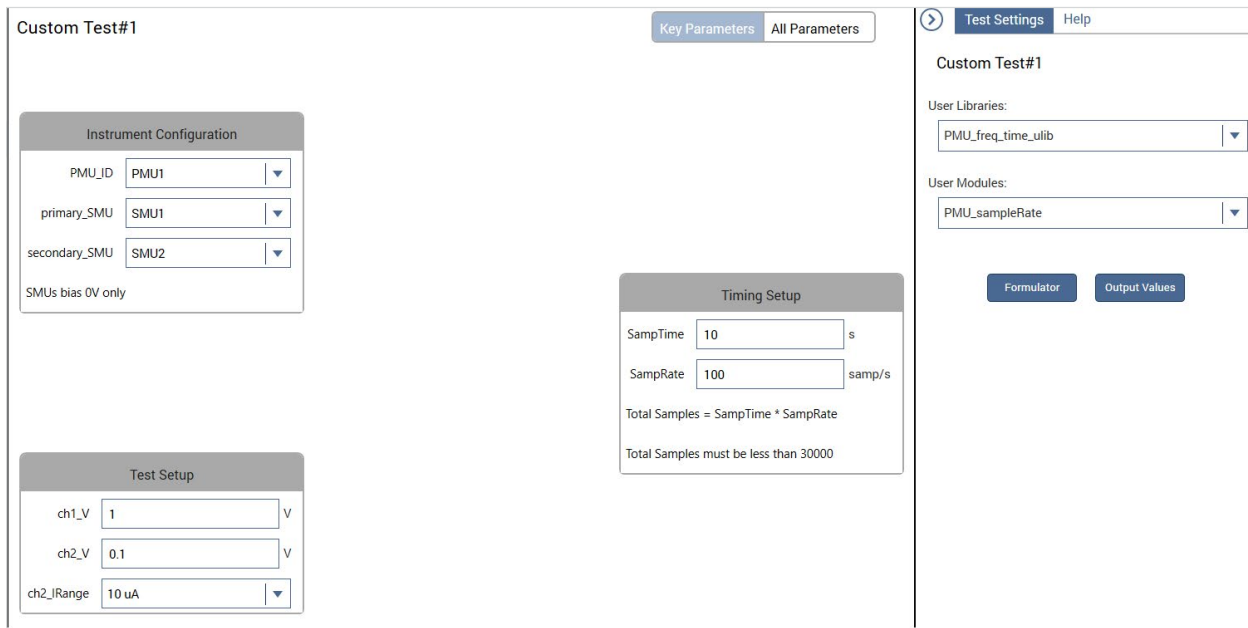 Custom Test#1
Key Parameters
All Parameters
Instrument Configuration
PMU_ID PMU1
primary_SMU SMU1
secondary_SMU SMU2
SMUs bias 0V only
Timing Setup
SampTime 10 s
SampRate 100 samp/s
Total Samples = SampTime * SampRate
Total Samples must be less than 30000
Test Setup
ch1_V 1 V
ch2_V 0.1 V
ch2_IRange 10 uA
Test Settings
Help
Custom Test#1
User Libraries:
PMU_freq_time_ulib
User Modules:
PMU_sampleRate
Formulator
Output Values